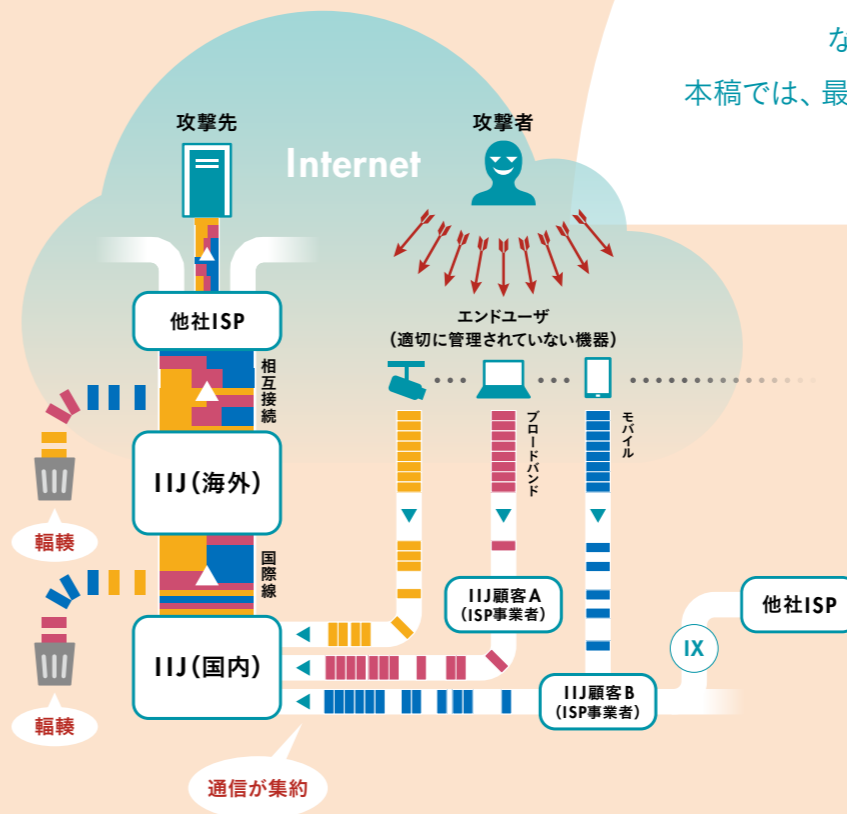 な
本稿では、最
攻撃先
攻撃者
Internet
他社ISP
エンドユーザ
(適切に管理されていない機器)
相互接続
ブロードバンド
モバイル
IIJ(海外)
輻輳
国際線
IIJ顧客A
(ISP事業者)
他社ISP
IX
IIJ(国内)
IIJ顧客B
(ISP事業者)
輻輳
通信が集約